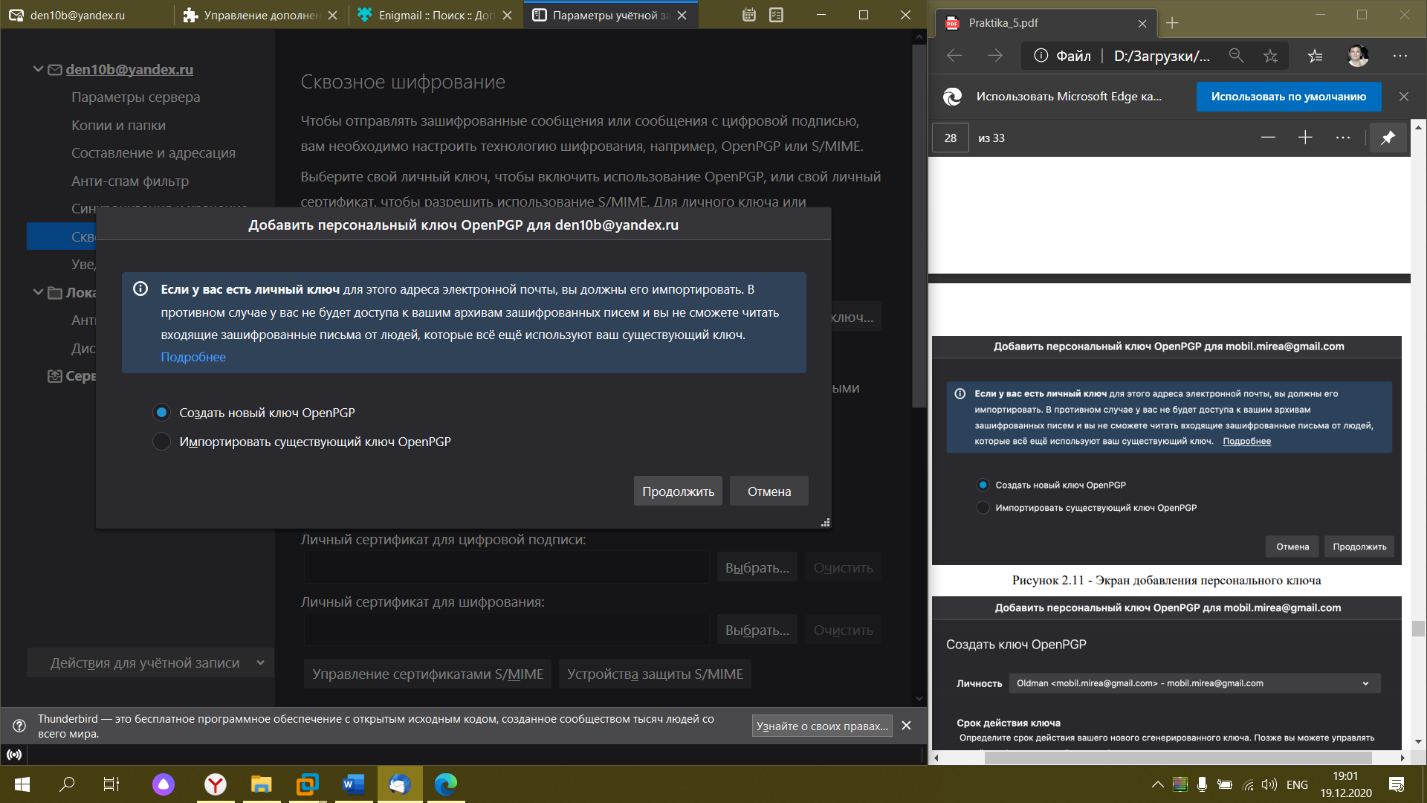 den10b@yandex.ru
Управление дополнен
Enigmail :: Поиск :: Доп
Параметры учётной за
den10b@yandex.ru
Параметры сервера
Копии и папки
Составление и адресация
Анти-спам фильтр
Скв
Уве
Лока
Анти
Дис
Серв
Действия для учётной записи
Сквозное шифрование
Чтобы отправлять зашифрованные сообщения или сообщения с цифровой подписью,
вам необходимо настроить технологию шифрования, например, OpenPGP или S/MIME.
Выберите свой личный ключ, чтобы включить использование OpenPGP, или свой личный
сертификат, чтобы разрешить использование S/MIME. Для личного ключа или
ключ...
ыми
Добавить персональный ключ OpenPGP для den10b@yandex.ru
Если у вас есть личный ключ для этого адреса электронной почты, вы должны его импортировать. В
противном случае у вас не будет доступа к вашим архивам зашифрованных писем и вы не сможете читать
входящие зашифрованные письма от людей, которые всё ещё используют ваш существующий ключ.
Подробнее
Создать новый ключ OpenPGP
Импортировать существующий ключ OpenPGP
Продолжить
Отмена
Личный сертификат для цифровой подписи:
Выбрать...
Очистить
Личный сертификат для шифрования:
Выбрать...
Очистить
Управление сертификатами S/MIME
Устройства защиты S/MIME
Thunderbird — это бесплатное программное обеспечение с открытым исходным кодом, созданное сообществом тысяч людей со
всего мира.
Узнайте о своих правах...
Praktika_5.pdf
Файл
D:/Загрузки/...
Использовать Microsoft Edge ка...
Использовать по умолчанию
28
из 33
Добавить персональный ключ OpenPGP для mobil.mirea@gmail.com
Если у вас есть личный ключ для этого адреса электронной почты, вы должны его
импортировать. В противном случае у вас не будет доступа к вашим архивам
зашифрованных писем и вы не сможете читать входящие зашифрованные письма от людей,
которые всё ещё используют ваш существующий ключ. Подробнее
Создать новый ключ OpenPGP
Импортировать существующий ключ OpenPGP
Отмена
Продолжить
Рисунок 2.11 - Экран добавления персонального ключа
Добавить персональный ключ OpenPGP для mobil.mirea@gmail.com
Создать ключ OpenPGP
Личность
Oldman <mobil.mirea@gmail.com> - mobil.mirea@gmail.com
Срок действия ключа
Определите срок действия вашего нового сгенерированного ключа. Позже вы можете управлять
ENG
19:01
19.12.2020